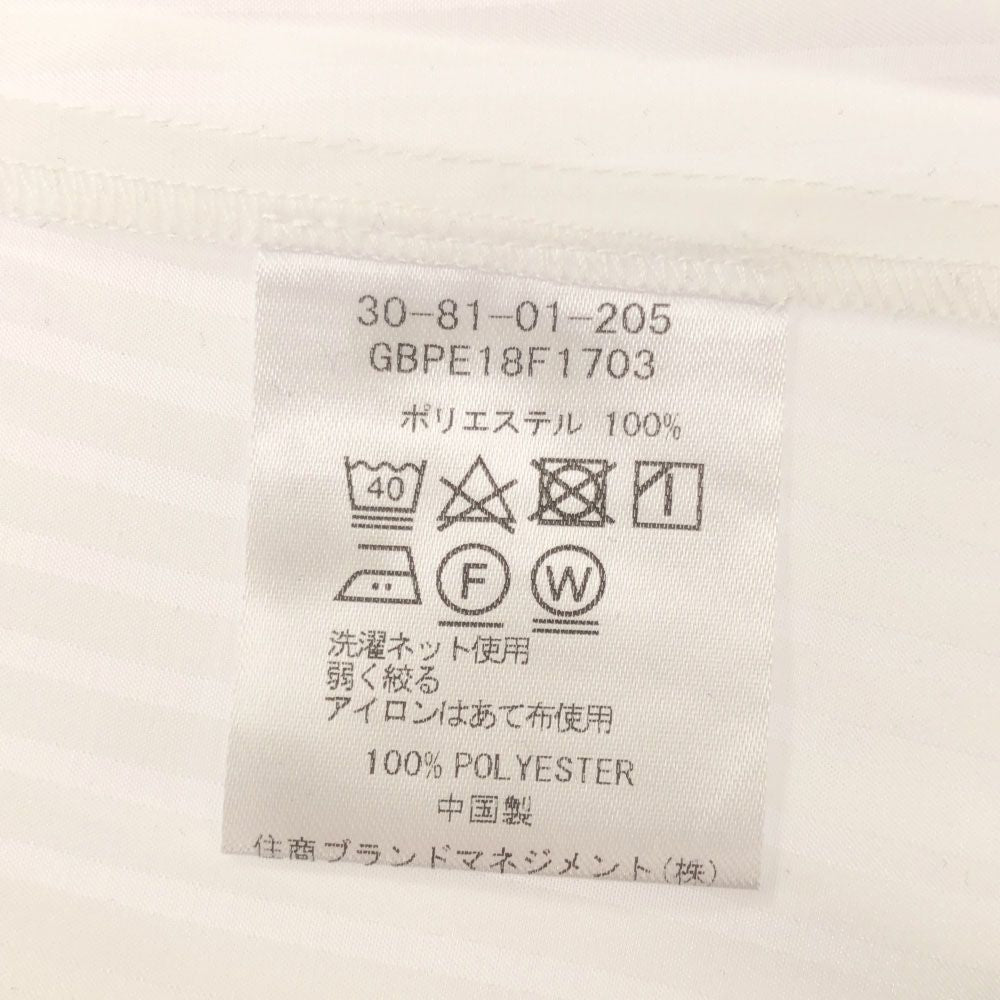 30-81-01-205
GBPE18F1703
ポリエステル 100%
40
F W
洗濯ネット使用
弱く絞る
アイロンはあて布使用
100% POLYESTER
中国製
住商ブランドマネジメント(株)